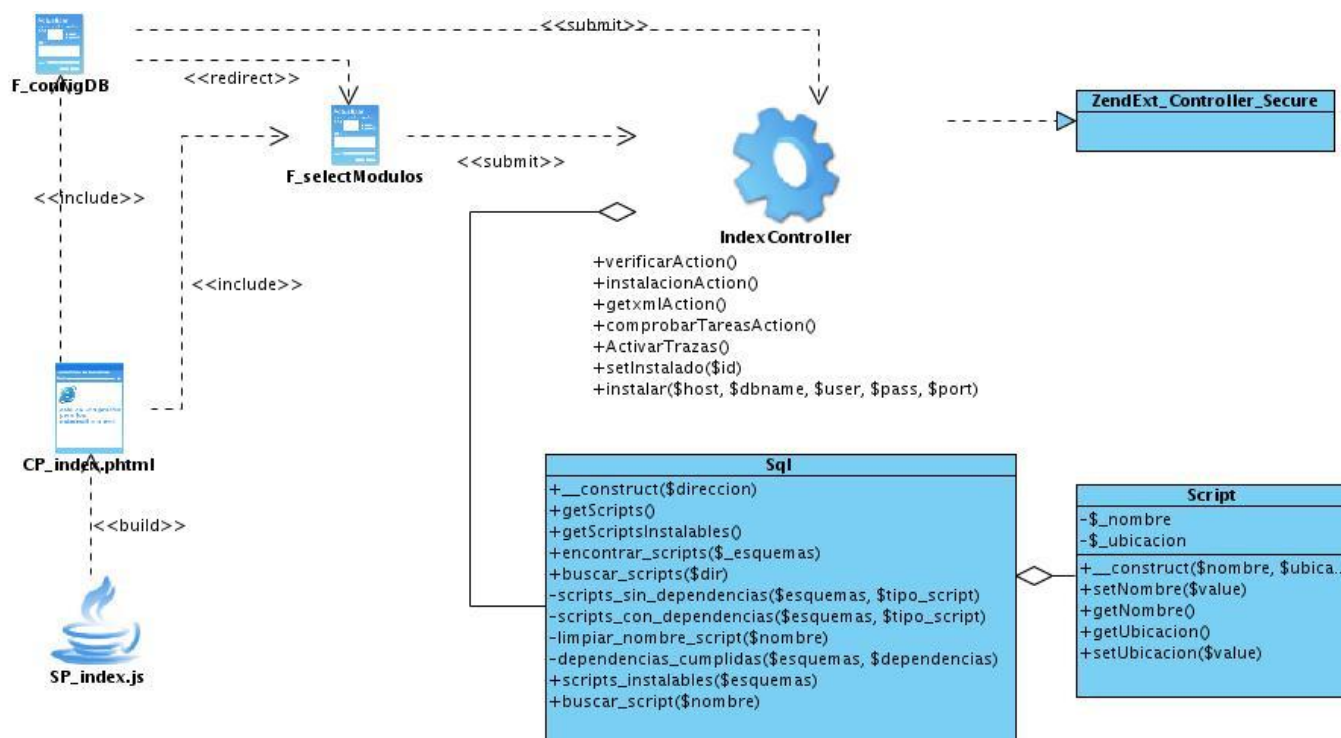 <<submit>>
F_configDB
<<redirect>>
ZendExt_Controller_Secure
F_selectModulos
<<submit>>
<<include>>
<<include>>
IndexController
+verificarAction()
+instalacionAction()
+getxmlAction()
+comprobarTareasAction()
+ActivarTrazas()
+setInstalado($id)
+instalar($host, $dbname, $user, $pass, $port)
CP_index.phtml
<<build>>
SP_index.js
Sql
+__construct($direccion)
+getScripts()
+getScriptsInstalables()
+encontrar_scripts($_esquemas)
+buscar_scripts($dir)
-scripts_sin_dependencias($esquemas, $tipo_script)
-scripts_con_dependencias($esquemas, $tipo_script)
-limpiar_nombre_script($nombre)
-dependencias_cumplidas($esquemas, $dependencias)
+scripts_instalables($esquemas)
+buscar_script($nombre)
Script
-$_nombre
-$_ubicacion
+__construct($nombre, $ubica...
+setNombre($value)
+getNombre()
+getUbicacion()
+setUbicacion($value)